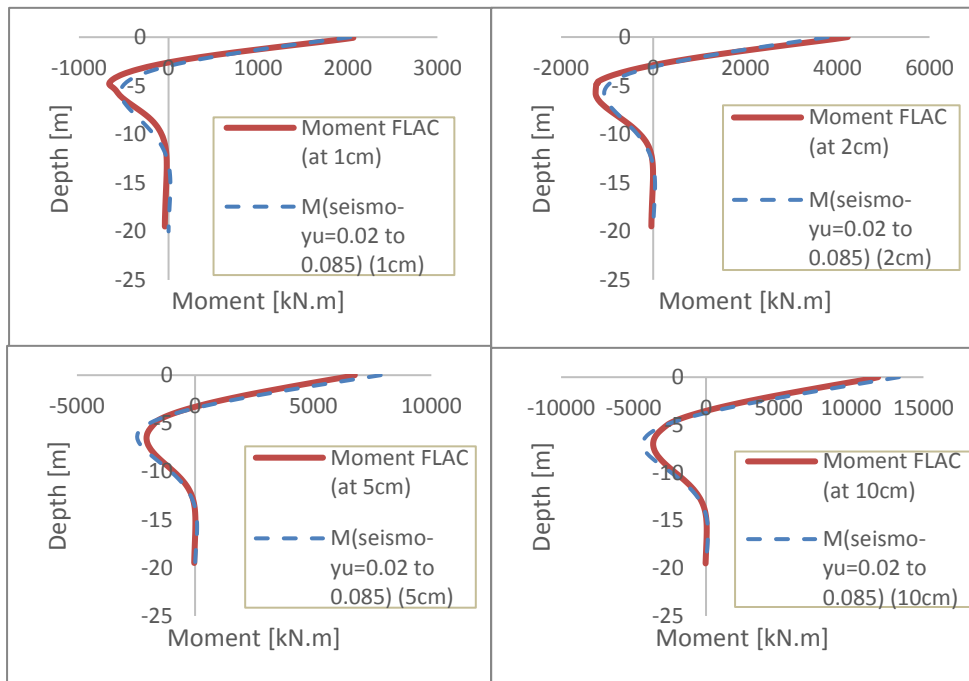 0
-5
-10
-15
-20
-25
-1000 0 1000 2000 3000
Depth [m]
Moment [kN.m]
Moment FLAC
(at 1cm)
M(seismo-
yu=0.02 to
0.085) (1cm)
0
-5
-10
-15
-20
-25
-2000 0 2000 4000 6000
Depth [m]
Moment [kN.m]
Moment FLAC
(at 2cm)
M(seismo-
yu=0.02 to
0.085) (2cm)
0
-5
-10
-15
-20
-25
-5000 0 5000 10000
Depth [m]
Moment [kN.m]
Moment FLAC
(at 5cm)
M(seismo-
yu=0.02 to
0.085) (5cm)
0
-5
-10
-15
-20
-25
-10000 -5000 0 5000 10000 15000
Depth [m]
Moment [kN.m]
Moment FLAC
(at 10cm)
M(seismo-
yu=0.02 to
0.085) (10cm)